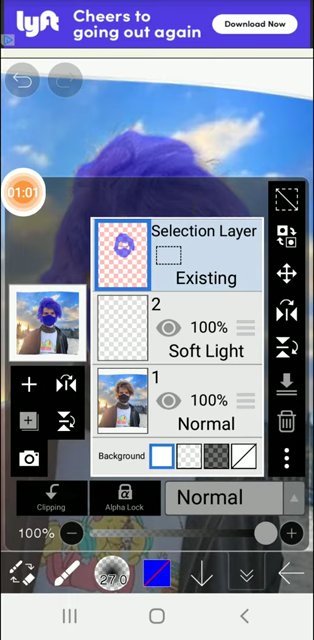 lyft
Cheers to
going out again
Download Now
01:01
Selection Layer
Existing
2
100%
Soft Light
1
100%
Normal
Background
Clipping
Alpha Lock
Normal
100%
27.0